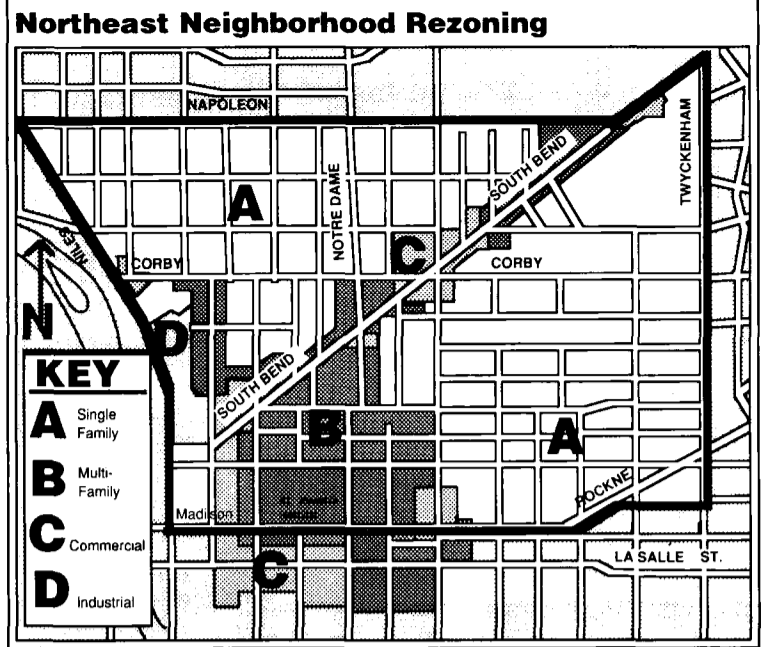 Northeast Neighborhood Rezoning
NAPOLEON
TWYCKENHAM
SOUTH BEND
NOTRE DAME
A
C
NILES
CORBY
CORBY
N
D
KEY
A Single
Family
B Multi-
Family
C Commercial
D Industrial
SOUTH BEND
B
A
ROCKNE
Madison
C
LA SALLE ST.